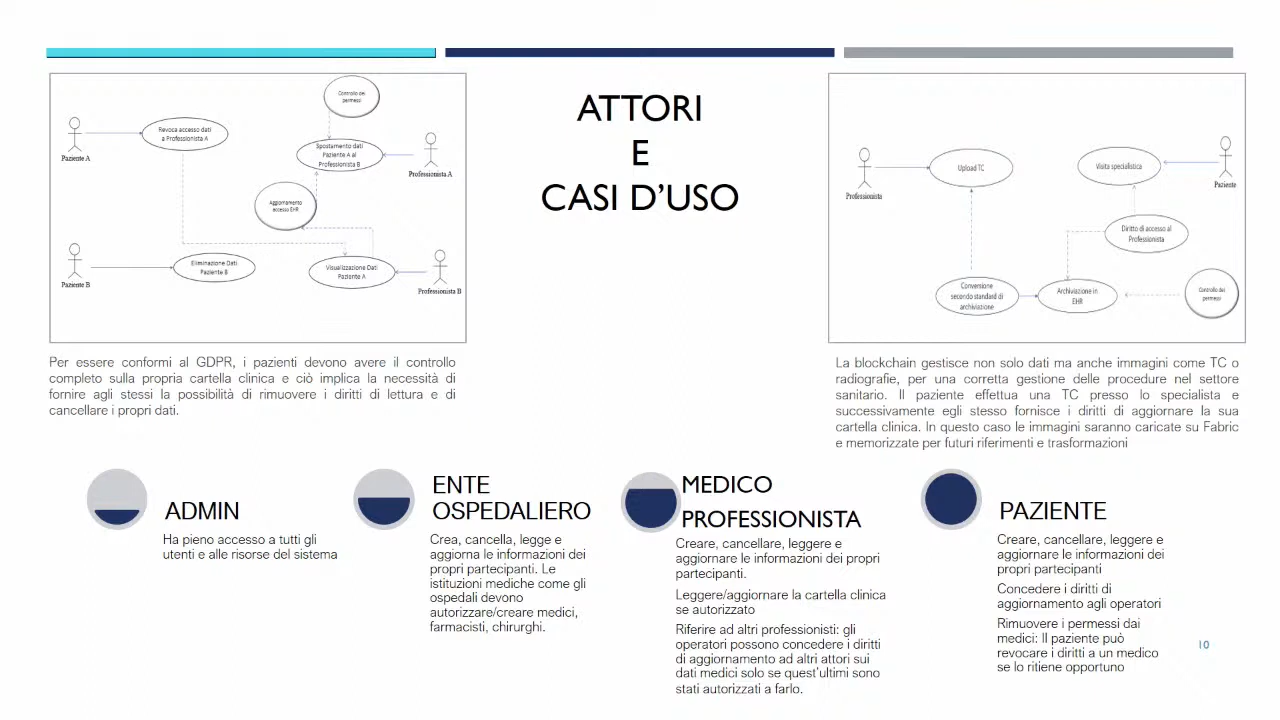 ATTORI
E
CASI D'USO
Controllo dei
permessi
Revoca accesso dati
a Professionista A
Paziente A
Spostamento dati
Paziente A al
Professionista B
Professionista A
Aggiornamento
accesso EHR
Eliminazione Dati
Paziente B
Paziente B
Visualizzazione Dati
Paziente A
Professionista B
Professionista
Upload TC
Visita specialistica
Paziente
Diritto di accesso al
Professionista
Conversione
secondo standard di
archiviazione
Archiviazione in
EHR
Controllo dei
permessi
Per essere conformi al GDPR, i pazienti devono avere il controllo
completo sulla propria cartella clinica e ciò implica la necessità di
fornire agli stessi la possibilità di rimuovere i diritti di lettura e di
cancellare i propri dati.
La blockchain gestisce non solo dati ma anche immagini come TC o
radiografie, per una corretta gestione delle procedure nel settore
sanitario. Il paziente effettua una TC presso lo specialista e
successivamente egli stesso fornisce i diritti di aggiornare la sua
cartella clinica. In questo caso le immagini saranno caricate su Fabric
e memorizzate per futuri riferimenti e trasformazioni
ADMIN
Ha pieno accesso a tutti gli
utenti e alle risorse del sistema
ENTE
OSPEDALIERO
Crea, cancella, legge e
aggiorna le informazioni dei
propri partecipanti. Le
istituzioni mediche come gli
ospedali devono
autorizzare/creare medici,
farmacisti, chirurghi.
MEDICO
PROFESSIONISTA
Creare, cancellare, leggere e
aggiornare le informazioni dei propri
partecipanti.
Leggere/aggiornare la cartella clinica
se autorizzato
Riferire ad altri professionisti: gli
operatori possono concedere i diritti
di aggiornamento ad altri attori sui
dati medici solo se quest'ultimi sono
stati autorizzati a farlo.
PAZIENTE
Creare, cancellare, leggere e
aggiornare le informazioni dei
propri partecipanti
Concedere i diritti di
aggiornamento agli operatori
Rimuovere i permessi dai
medici: Il paziente può
revocare i diritti a un medico
se lo ritiene opportuno
10